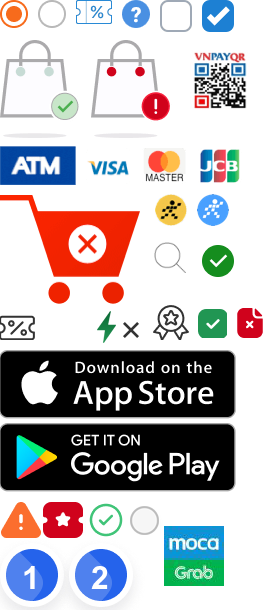 %
?
VNPAYQR
!
ATM
VISA
MASTER
JCB
%
Download on the
App Store
GET IT ON
Google Play
!
moca
Grab
1
2